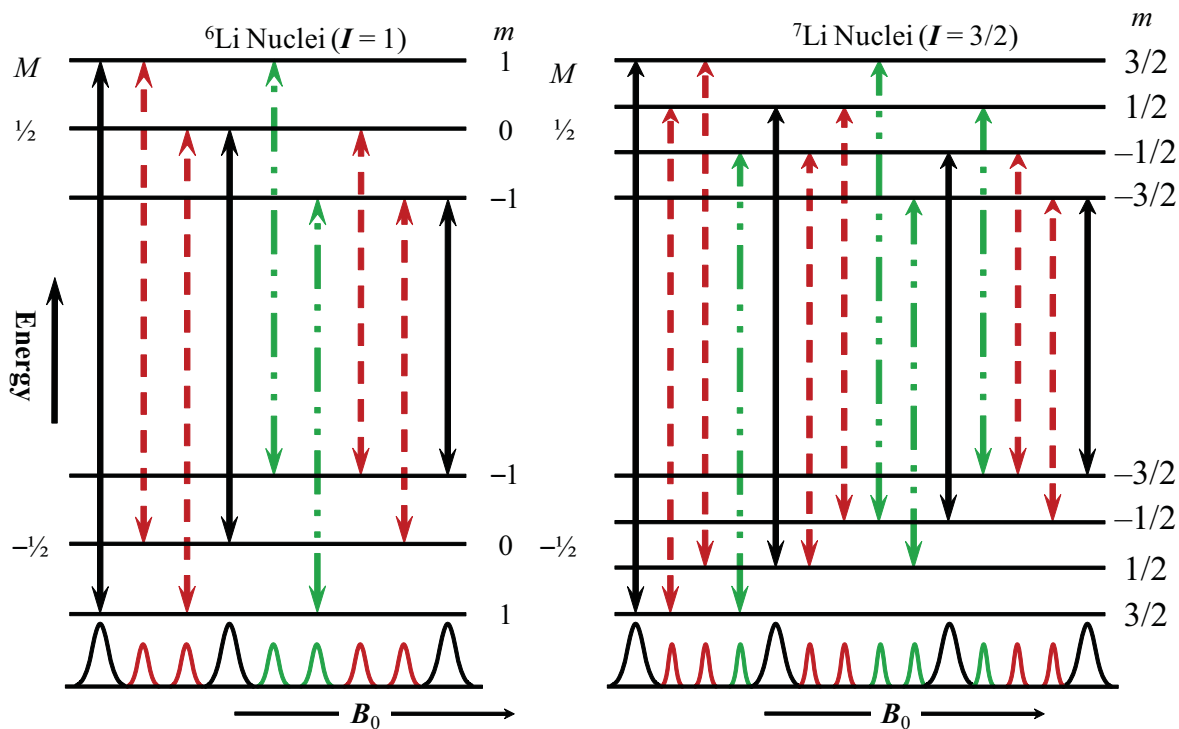 ⁶Li Nuclei (I = 1)
m
M
1
½
0
−1
Energy
−1
−½
0
1
B₀
⁷Li Nuclei (I = 3/2)
m
M
3/2
½
1/2
−1/2
−3/2
−3/2
−1/2
−½
1/2
3/2
B₀